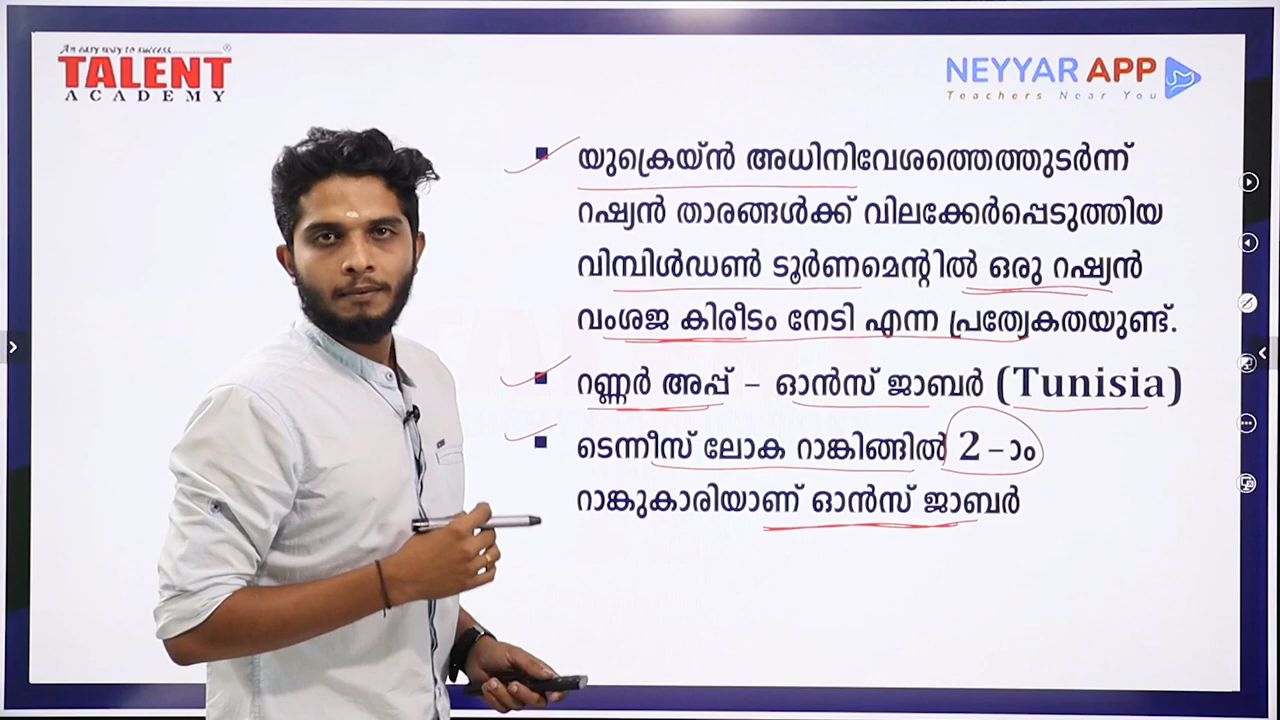 An easy way to success
TALENT
ACADEMY
NEYYAR APP
Teachers Near You
യുക്രെയ്ൻ അധിനിവേശത്തെത്തുടർന്ന്
റഷ്യൻ താരങ്ങൾക്ക് വിലക്കേർപ്പെടുത്തിയ
വിമ്പിൾഡൺ ടൂർണമെന്റിൽ ഒരു റഷ്യൻ
വംശജ കിരീടം നേടി എന്ന പ്രത്യേകതയുണ്ട്.
റണ്ണർ അപ്പ് – ഓൻസ് ജാബർ (Tunisia)
ടെന്നീസ് ലോക റാങ്കിങ്ങിൽ 2-ാം
റാങ്കുകാരിയാണ് ഓൻസ് ജാബർ